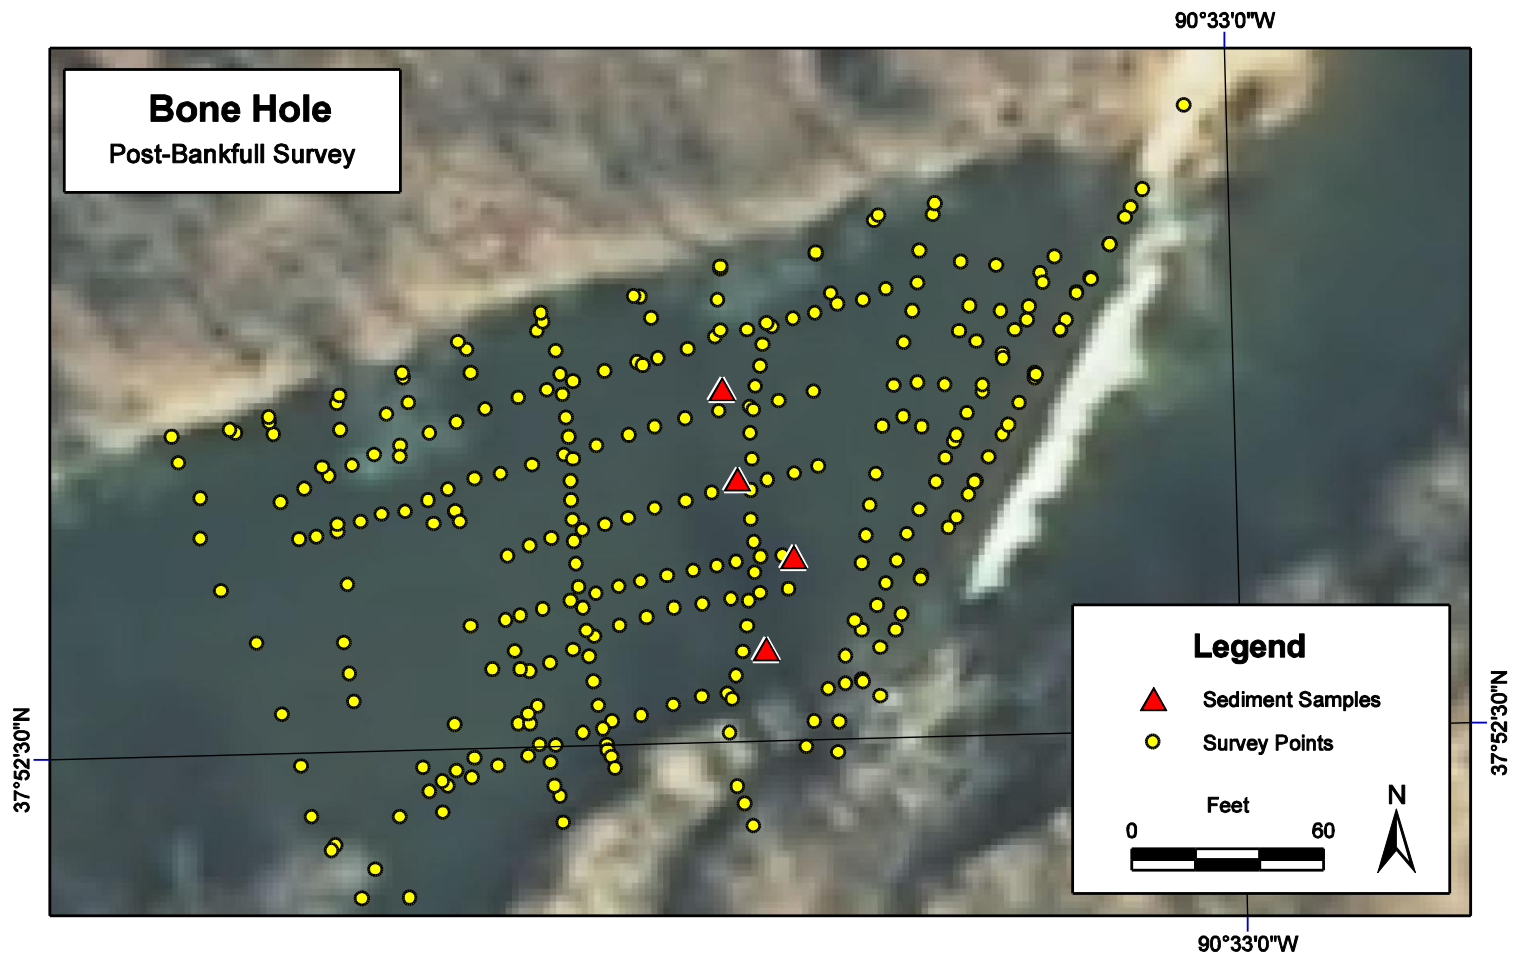 90°33'0"W
Bone Hole
Post-Bankfull Survey
37°52'30"N
37°52'30"N
Legend
Sediment Samples
Survey Points
Feet
0 60
N
90°33'0"W